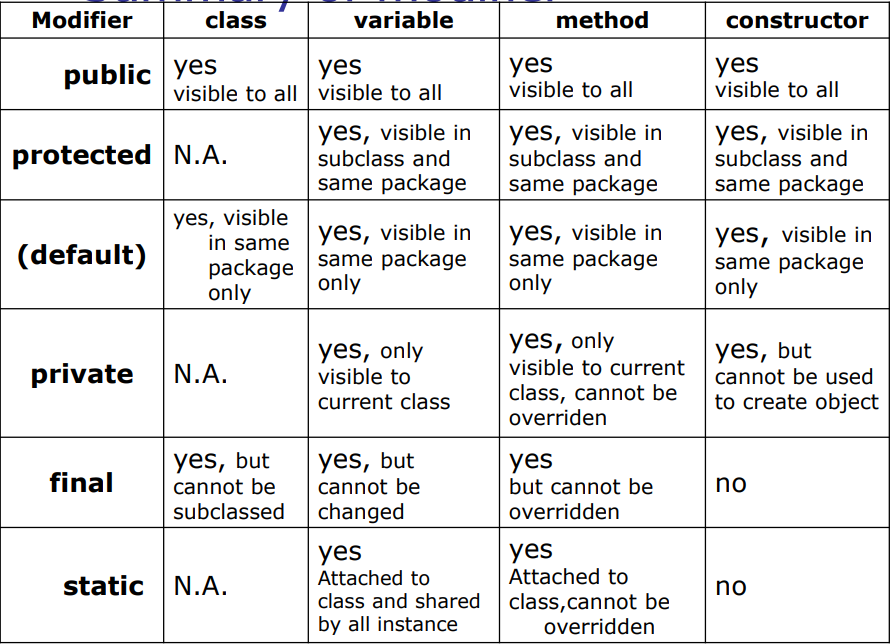 Modifier class variable method constructor
public yes yes yes yes
visible to all visible to all visible to all visible to all
protected N.A. yes, visible in yes, visible in yes, visible in
subclass and subclass and subclass and
same package same package same package
(default) yes, visible yes, visible in yes, visible in yes, visible in
in same same package same package same package
package only only only
only
private N.A. yes, only yes, only yes, but
visible to visible to current cannot be used
current class class, cannot be to create object
overriden
final yes, but yes, but yes no
cannot be cannot be but cannot be
subclassed changed overridden
static N.A. yes yes no
Attached to Attached to
class and shared class,cannot be
by all instance overridden